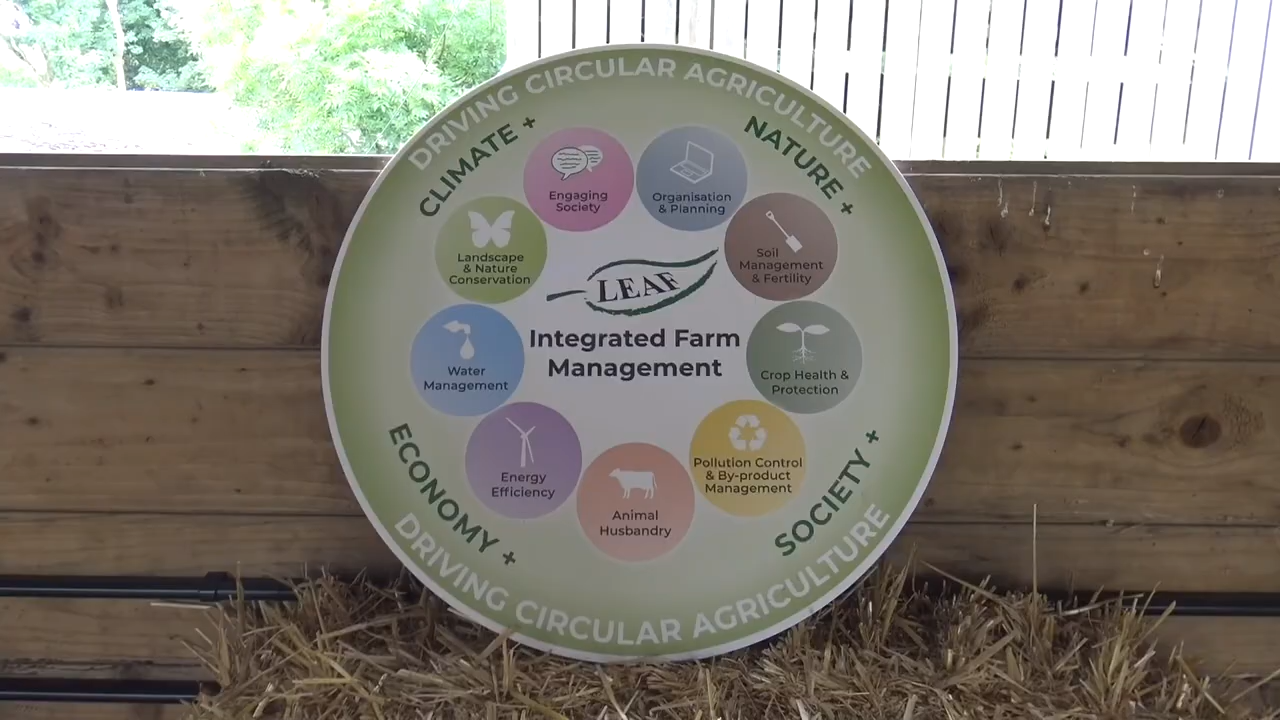 DRIVING CIRCULAR AGRICULTURE
CLIMATE +
NATURE +
Engaging
Society
Organisation
& Planning
Landscape
& Nature
Conservation
Soil
Management
& Fertility
LEAF
Integrated Farm
Management
Water
Management
Crop Health &
Protection
Energy
Efficiency
Animal
Husbandry
Pollution Control
& By-product
Management
ECONOMY +
SOCIETY +
DRIVING CIRCULAR AGRICULTURE